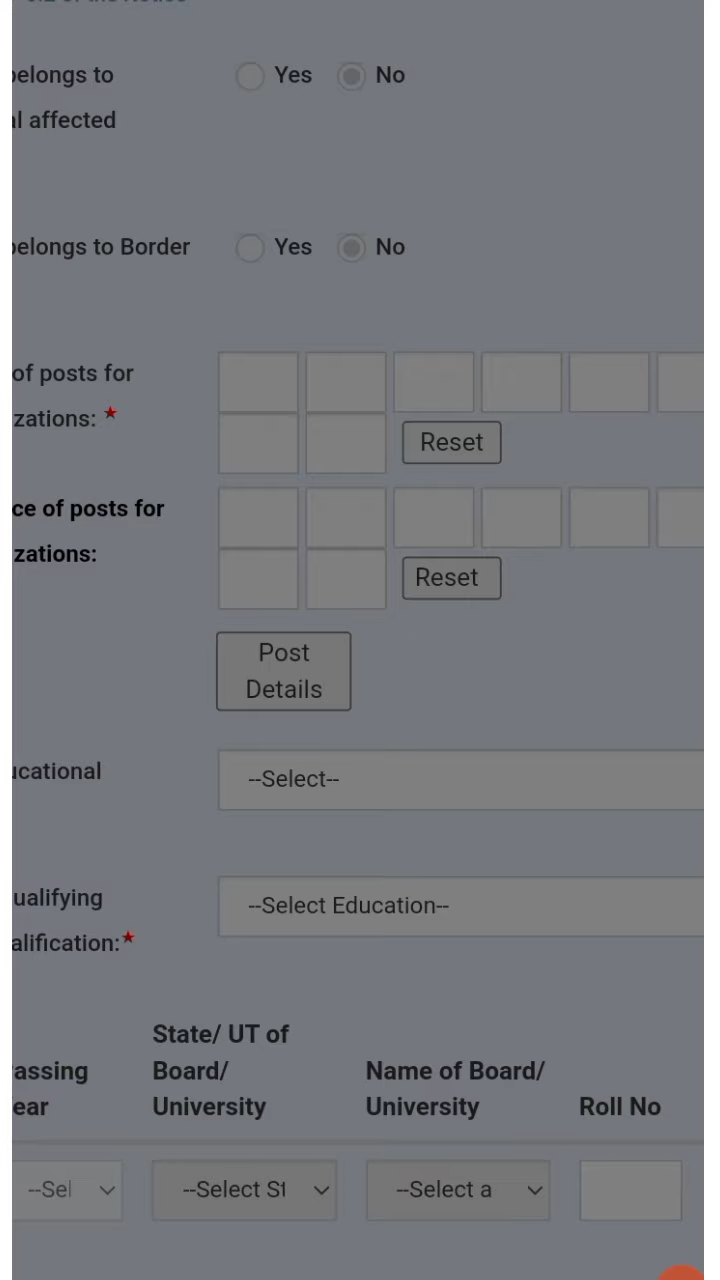 belongs to Yes No
al affected
belongs to Border Yes No
of posts for
zations: *
Reset
ce of posts for
zations:
Reset
Post
Details
ucational --Select--
ualifying --Select Education--
alification:*
State/ UT of
assing Board/ Name of Board/
ear University University Roll No
--Sel --Select St --Select a